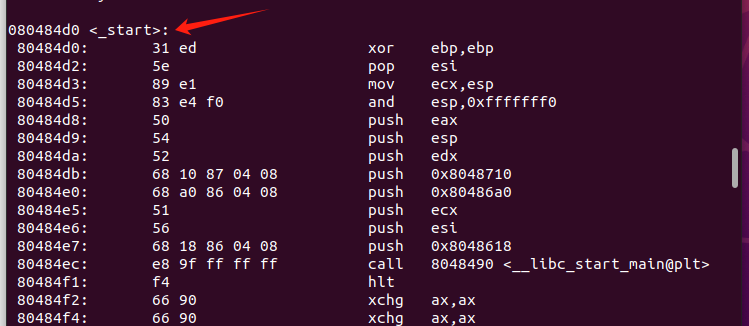 080484d0 <_start>:
80484d0: 31 ed xor ebp,ebp
80484d2: 5e pop esi
80484d3: 89 e1 mov ecx,esp
80484d5: 83 e4 f0 and esp,0xfffffff0
80484d8: 50 push eax
80484d9: 54 push esp
80484da: 52 push edx
80484db: 68 10 87 04 08 push 0x8048710
80484e0: 68 a0 86 04 08 push 0x80486a0
80484e5: 51 push ecx
80484e6: 56 push esi
80484e7: 68 18 86 04 08 push 0x8048618
80484ec: e8 9f ff ff ff call 8048490 <__libc_start_main@plt>
80484f1: f4 hlt
80484f2: 66 90 xchg ax,ax
80484f4: 66 90 xchg ax,ax